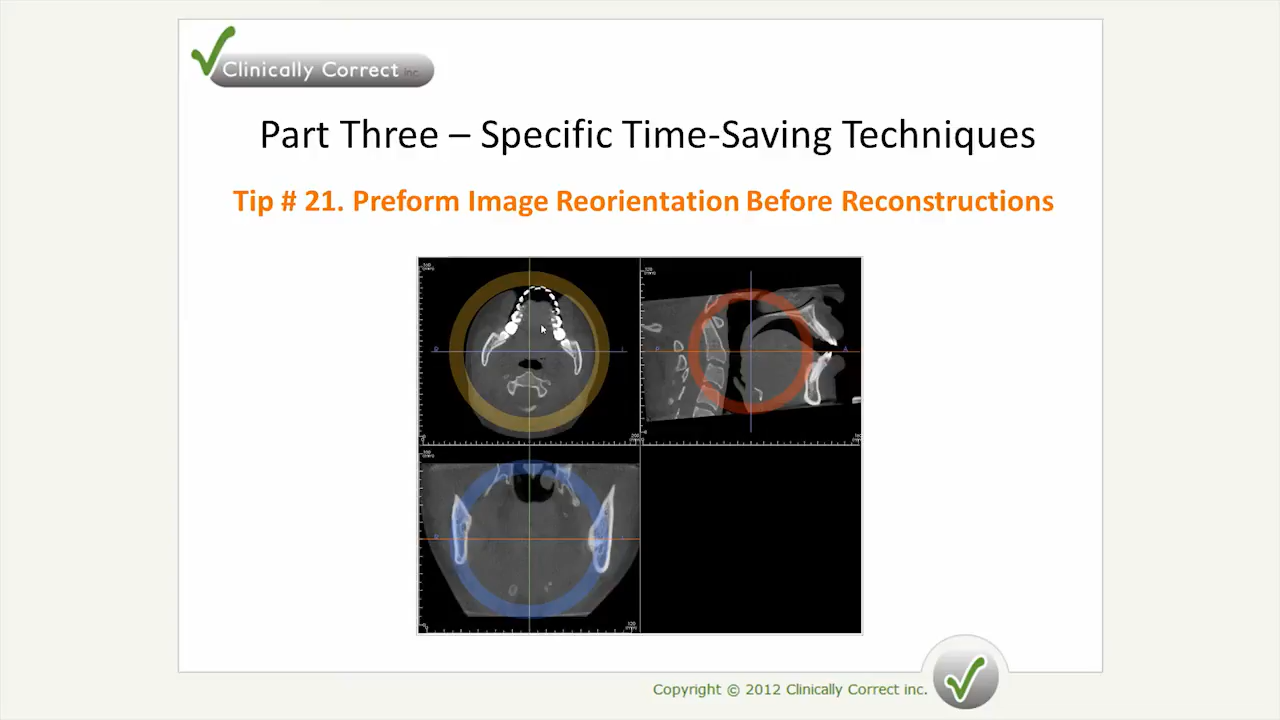 Clinically Correct inc.
Part Three – Specific Time-Saving Techniques
Tip # 21. Preform Image Reorientation Before Reconstructions
Copyright © 2012 Clinically Correct inc.